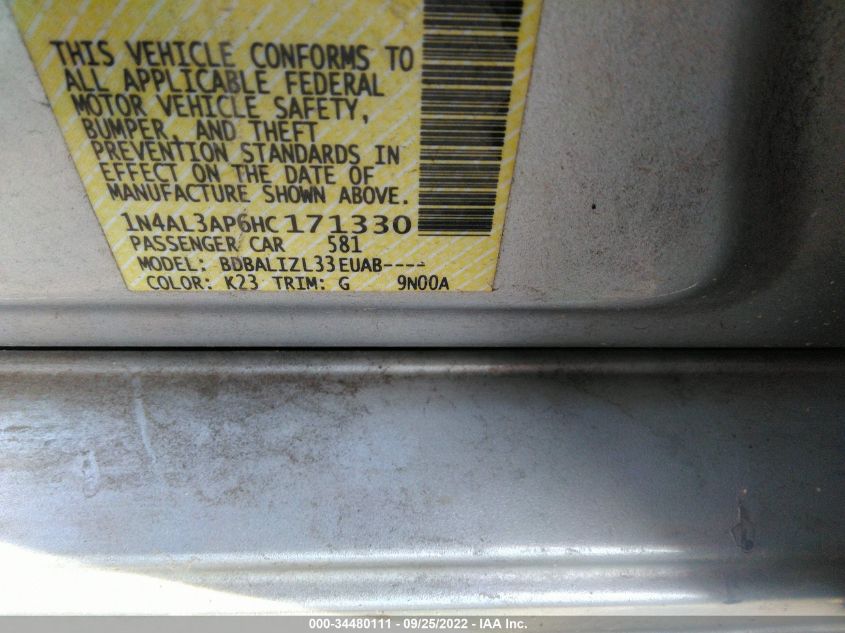 THIS VEHICLE CONFORMS TO
ALL APPLICABLE FEDERAL
MOTOR VEHICLE SAFETY,
BUMPER, AND THEFT
PREVENTION STANDARDS IN
EFFECT ON THE DATE OF
MANUFACTURE SHOWN ABOVE.
1N4AL3AP6HC171330
PASSENGER CAR 581
MODEL: BDBALIZL33EUAB----
COLOR: K23 TRIM: G 9N00A
000-34480111 - 09/25/2022 - IAA Inc.